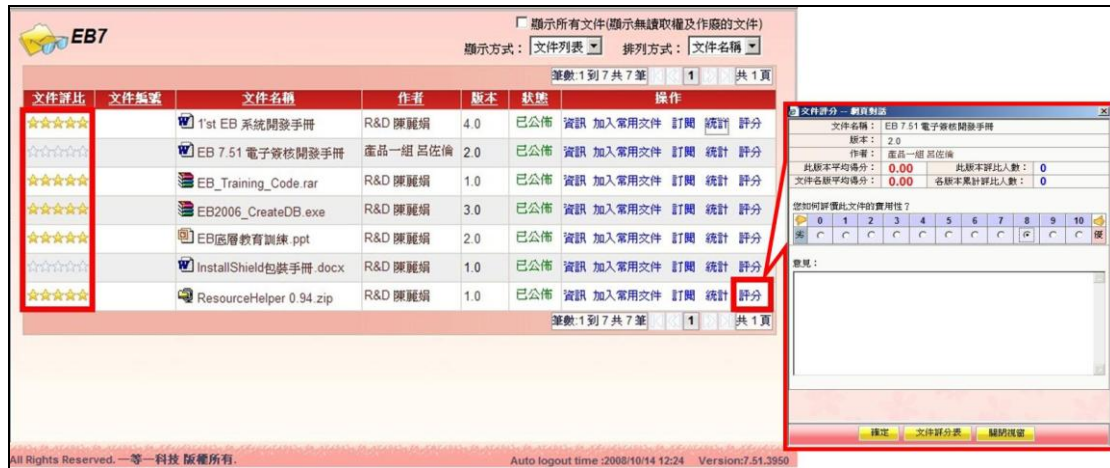 EB7
顯示所有文件(顯示無讀取權及作廢的文件)
顯示方式： 文件列表 排列方式： 文件名稱
筆數:1 到 7 共 7 筆 1 共 1 頁
文件評比 文件編號 文件名稱 作者 版本 狀態 操作
1'st EB 系統開發手冊 R&D 陳麗娟 4.0 已公佈 資訊 加入常用文件 訂閱 統計 評分
EB 7.51 電子簽核開發手冊 產品一組 呂佐倫 2.0 已公佈 資訊 加入常用文件 訂閱 統計 評分
EB_Training_Code.rar R&D 陳麗娟 1.0 已公佈 資訊 加入常用文件 訂閱 統計 評分
EB2006_CreateDB.exe R&D 陳麗娟 3.0 已公佈 資訊 加入常用文件 訂閱 統計 評分
EB底層教育訓練.ppt R&D 陳麗娟 2.0 已公佈 資訊 加入常用文件 訂閱 統計 評分
InstallShield包裝手冊.docx R&D 陳麗娟 1.0 已公佈 資訊 加入常用文件 訂閱 統計 評分
ResourceHelper 0.94.zip R&D 陳麗娟 1.0 已公佈 資訊 加入常用文件 訂閱 統計 評分
筆數:1 到 7 共 7 筆 1 共 1 頁
All Rights Reserved. 一等一科技 版權所有. Auto logout time :2008/10/14 12:24 Version:7.51.3950
文件評分 -- 網頁對話
文件名稱： EB 7.51 電子簽核開發手冊
版本： 2.0
作者： 產品一組 呂佐倫
此版本平均得分： 0.00 此版本評比人數： 0
文件各版平均得分： 0.00 各版本累計評比人數： 0
您如何評價此文件的實用性？
0 1 2 3 4 5 6 7 8 9 10
劣 優
意見：
確定 文件評分表 關閉視窗